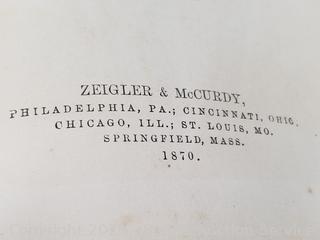 ZEIGLER & McCURDY,
PHILADELPHIA, PA.; CINCINNATI, OHIO.
CHICAGO, ILL.; ST. LOUIS, MO.
SPRINGFIELD, MASS.
1870.